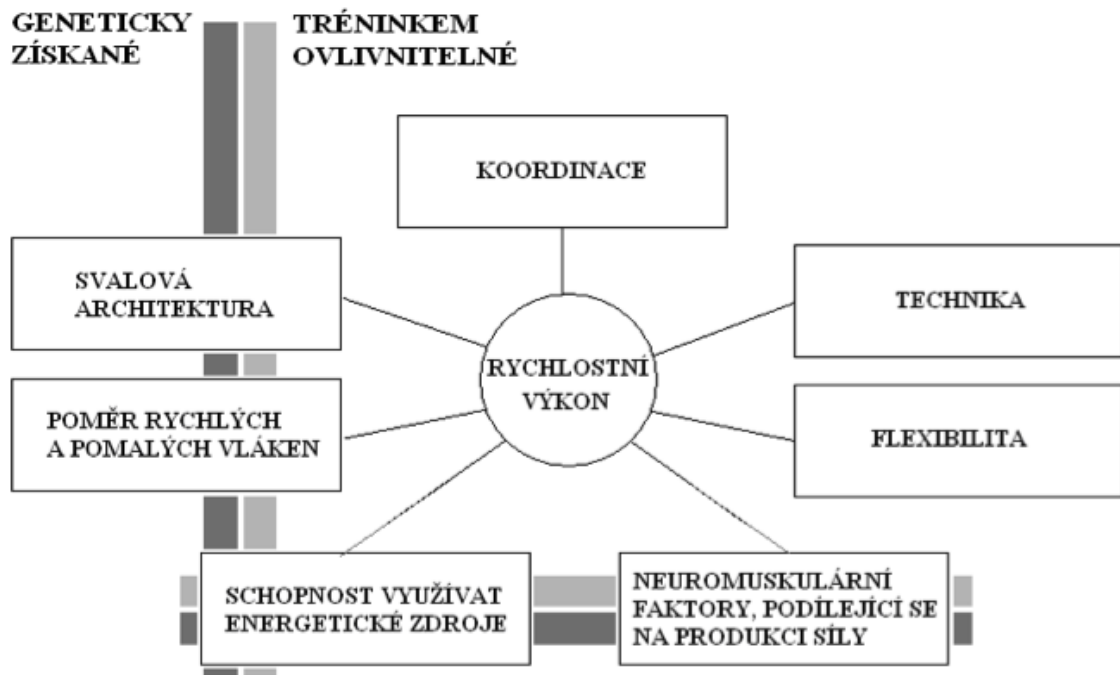 GENETICKY
ZÍSKANÉ
TRÉNINKEM
OVLIVNITELNÉ
KOORDINACE
SVALOVÁ
ARCHITEKTURA
TECHNIKA
RYCHLOSTNÍ
VÝKON
POMĚR RYCHLÝCH
A POMALÝCH VLÁKEN
FLEXIBILITA
SCHOPNOST VYUŽÍVAT
ENERGETICKÉ ZDROJE
NEUROMUSKULÁRNÍ
FAKTORY, PODÍLEJÍCÍ SE
NA PRODUKCI SÍLY